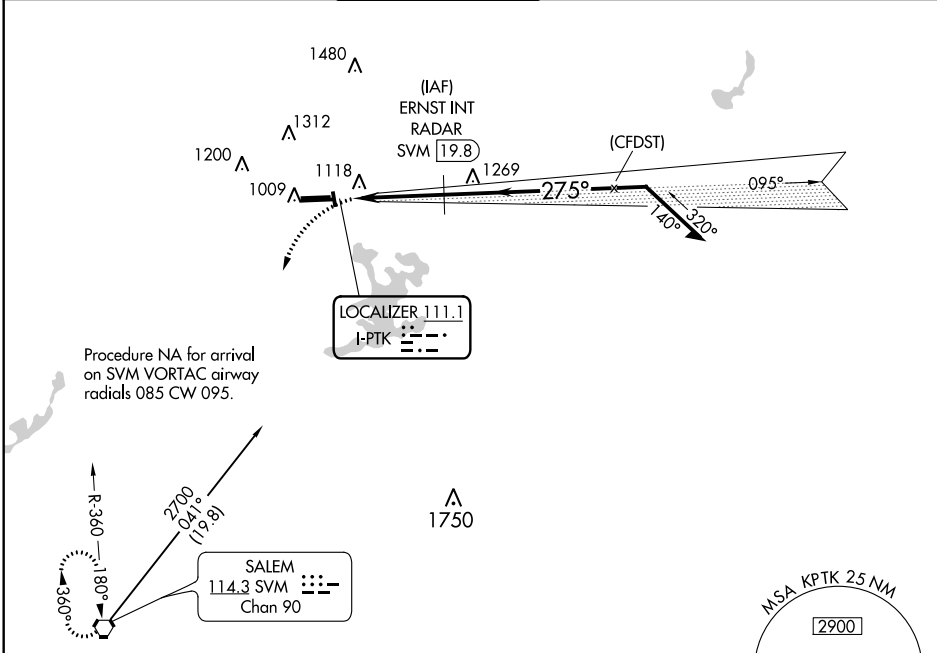 1480
(IAF)
ERNST INT
RADAR
SVM 19.8
1312
1200
1118
1269
(CFDST)
1009
275°
095°
140°
320°
LOCALIZER 111.1
I-PTK
Procedure NA for arrival
on SVM VORTAC airway
radials 085 CW 095.
R-360
180°
360°
2700
041°
(19.8)
1750
SALEM
114.3 SVM
Chan 90
MSA KPTK 25 NM
2900